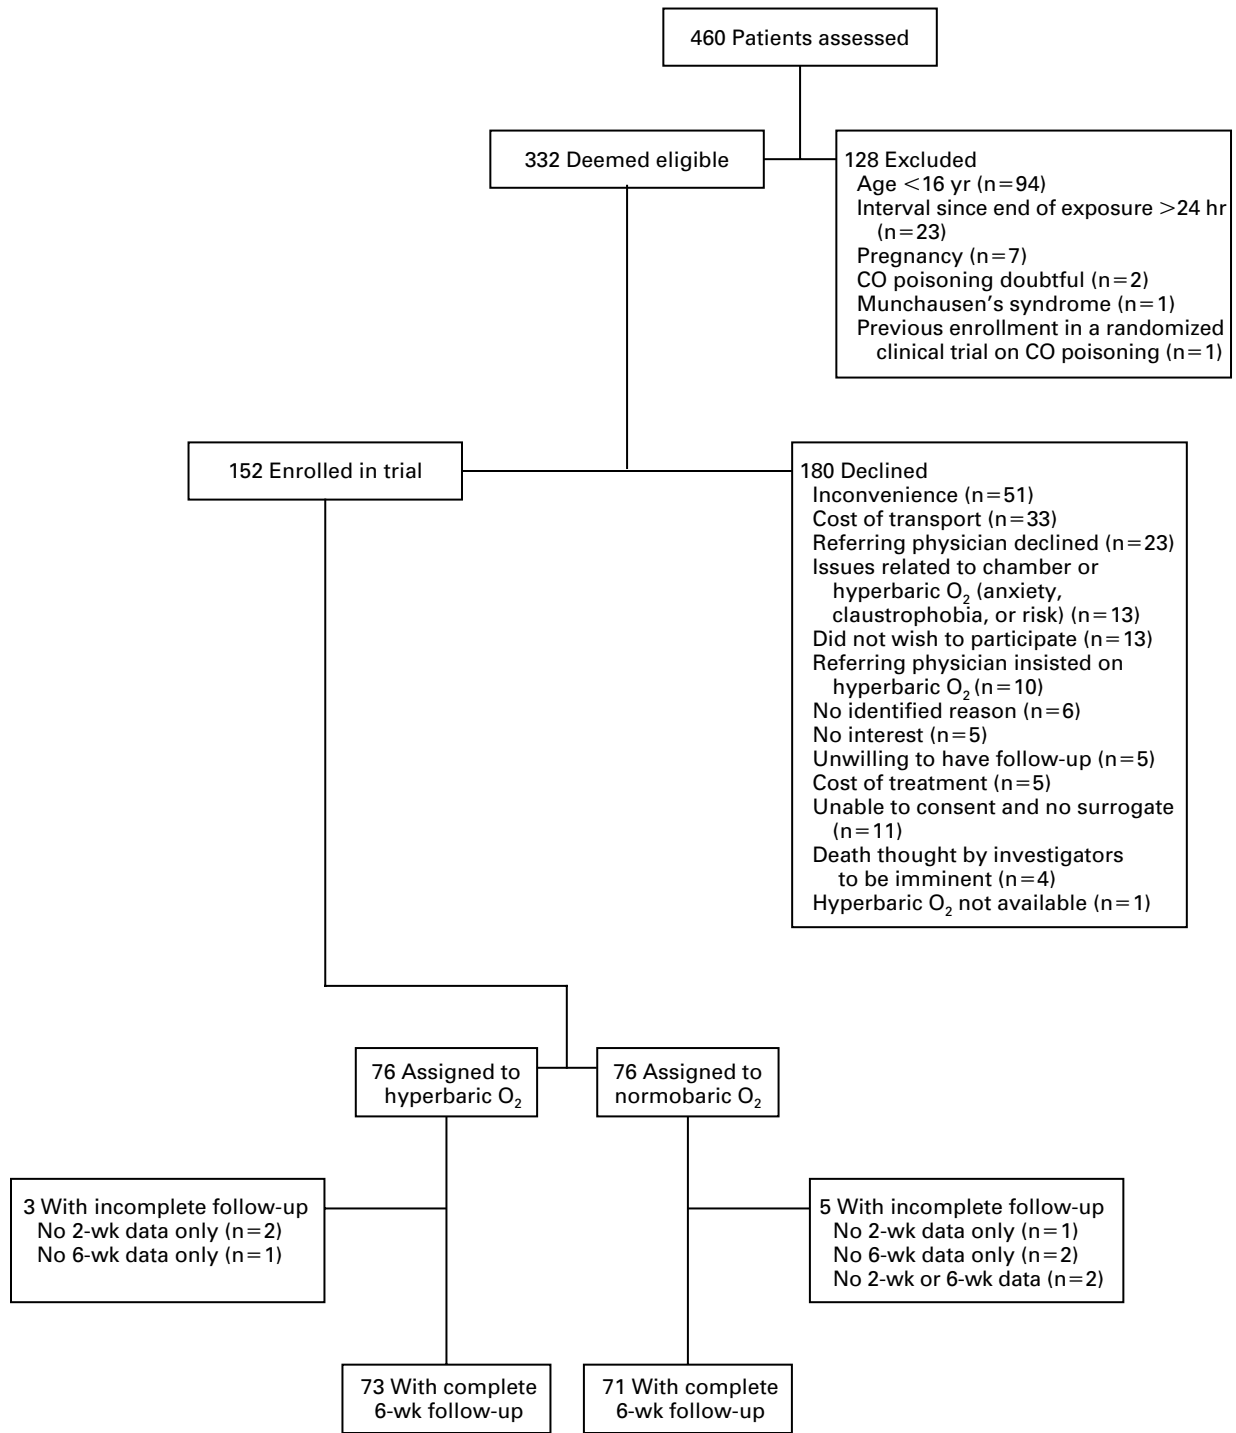 460 Patients assessed
332 Deemed eligible
128 Excluded
Age <16 yr (n=94)
Interval since end of exposure >24 hr
(n=23)
Pregnancy (n=7)
CO poisoning doubtful (n=2)
Munchausen's syndrome (n=1)
Previous enrollment in a randomized
clinical trial on CO poisoning (n=1)
152 Enrolled in trial
180 Declined
Inconvenience (n=51)
Cost of transport (n=33)
Referring physician declined (n=23)
Issues related to chamber or
hyperbaric O₂ (anxiety,
claustrophobia, or risk) (n=13)
Did not wish to participate (n=13)
Referring physician insisted on
hyperbaric O₂ (n=10)
No identified reason (n=6)
No interest (n=5)
Unwilling to have follow-up (n=5)
Cost of treatment (n=5)
Unable to consent and no surrogate
(n=11)
Death thought by investigators
to be imminent (n=4)
Hyperbaric O₂ not available (n=1)
76 Assigned to
hyperbaric O₂
76 Assigned to
normobaric O₂
3 With incomplete follow-up
No 2-wk data only (n=2)
No 6-wk data only (n=1)
5 With incomplete follow-up
No 2-wk data only (n=1)
No 6-wk data only (n=2)
No 2-wk or 6-wk data (n=2)
73 With complete
6-wk follow-up
71 With complete
6-wk follow-up